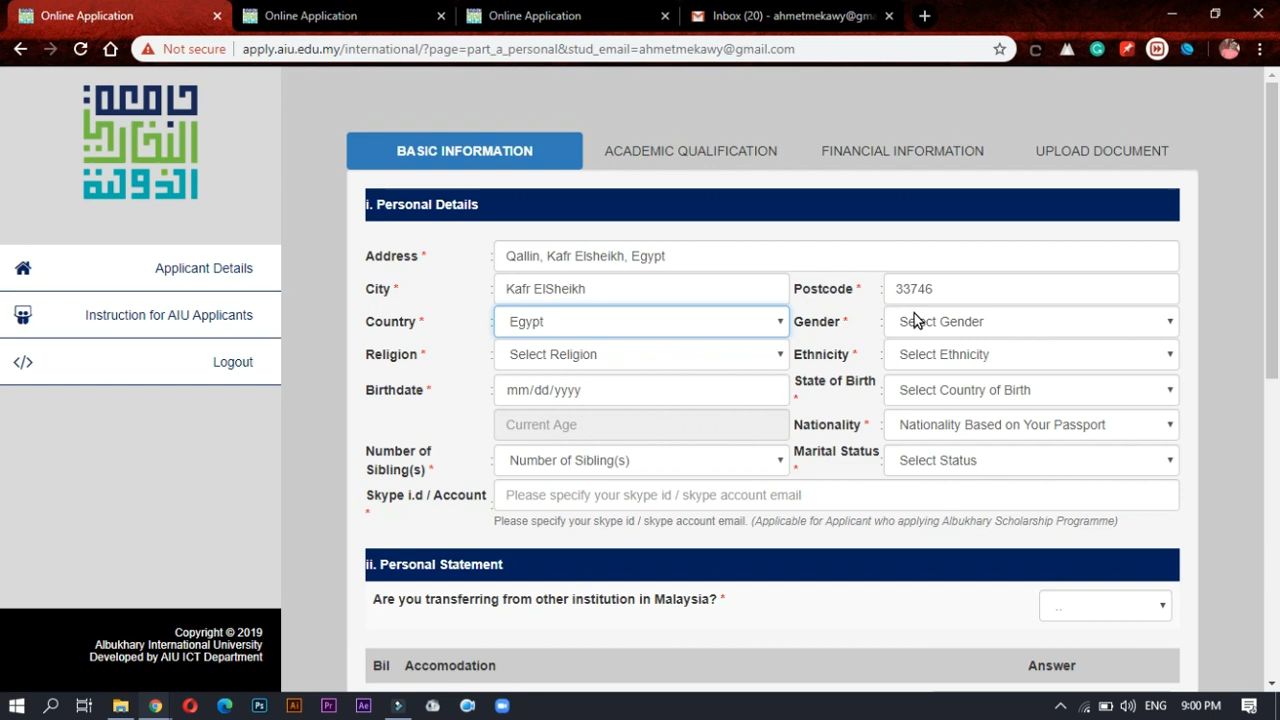 Online Application
Online Application
Online Application
Inbox (20) - ahmetmekawy@gm
Not secure
apply.aiu.edu.my/international/?page=part_a_personal&stud_email=ahmetmekawy@gmail.com
جامعة
البخاري
الدولية
BASIC INFORMATION
ACADEMIC QUALIFICATION
FINANCIAL INFORMATION
UPLOAD DOCUMENT
i. Personal Details
Applicant Details
Instruction for AIU Applicants
Logout
Address * : Qallin, Kafr Elsheikh, Egypt
City * : Kafr ElSheikh
Postcode * : 33746
Country * : Egypt
Gender * : Select Gender
Religion * : Select Religion
Ethnicity * : Select Ethnicity
Birthdate * : mm/dd/yyyy
State of Birth * : Select Country of Birth
Current Age
Nationality * : Nationality Based on Your Passport
Number of Sibling(s) * : Number of Sibling(s)
Marital Status * : Select Status
Skype i.d / Account * : Please specify your skype id / skype account email
Please specify your skype id / skype account email. (Applicable for Applicant who applying Albukhary Scholarship Programme)
ii. Personal Statement
Are you transferring from other institution in Malaysia? *
..
Bil Accomodation Answer
Copyright © 2019
Albukhary International University
Developed by AIU ICT Department
Ps
Ai
Pr
Ae
ENG
9:00 PM